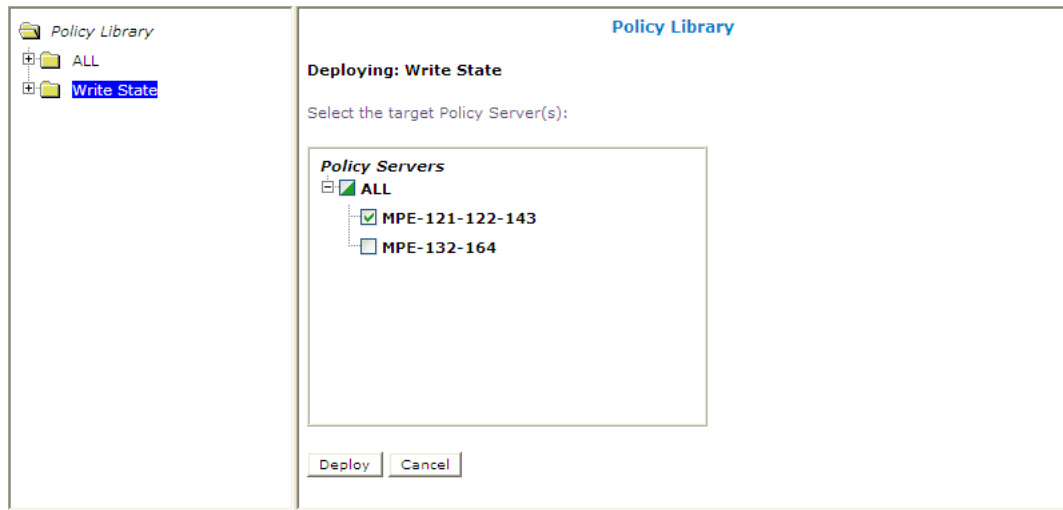 Policy Library
ALL
Write State
Policy Library
Deploying: Write State
Select the target Policy Server(s):
Policy Servers
ALL
MPE-121-122-143
MPE-132-164
Deploy
Cancel